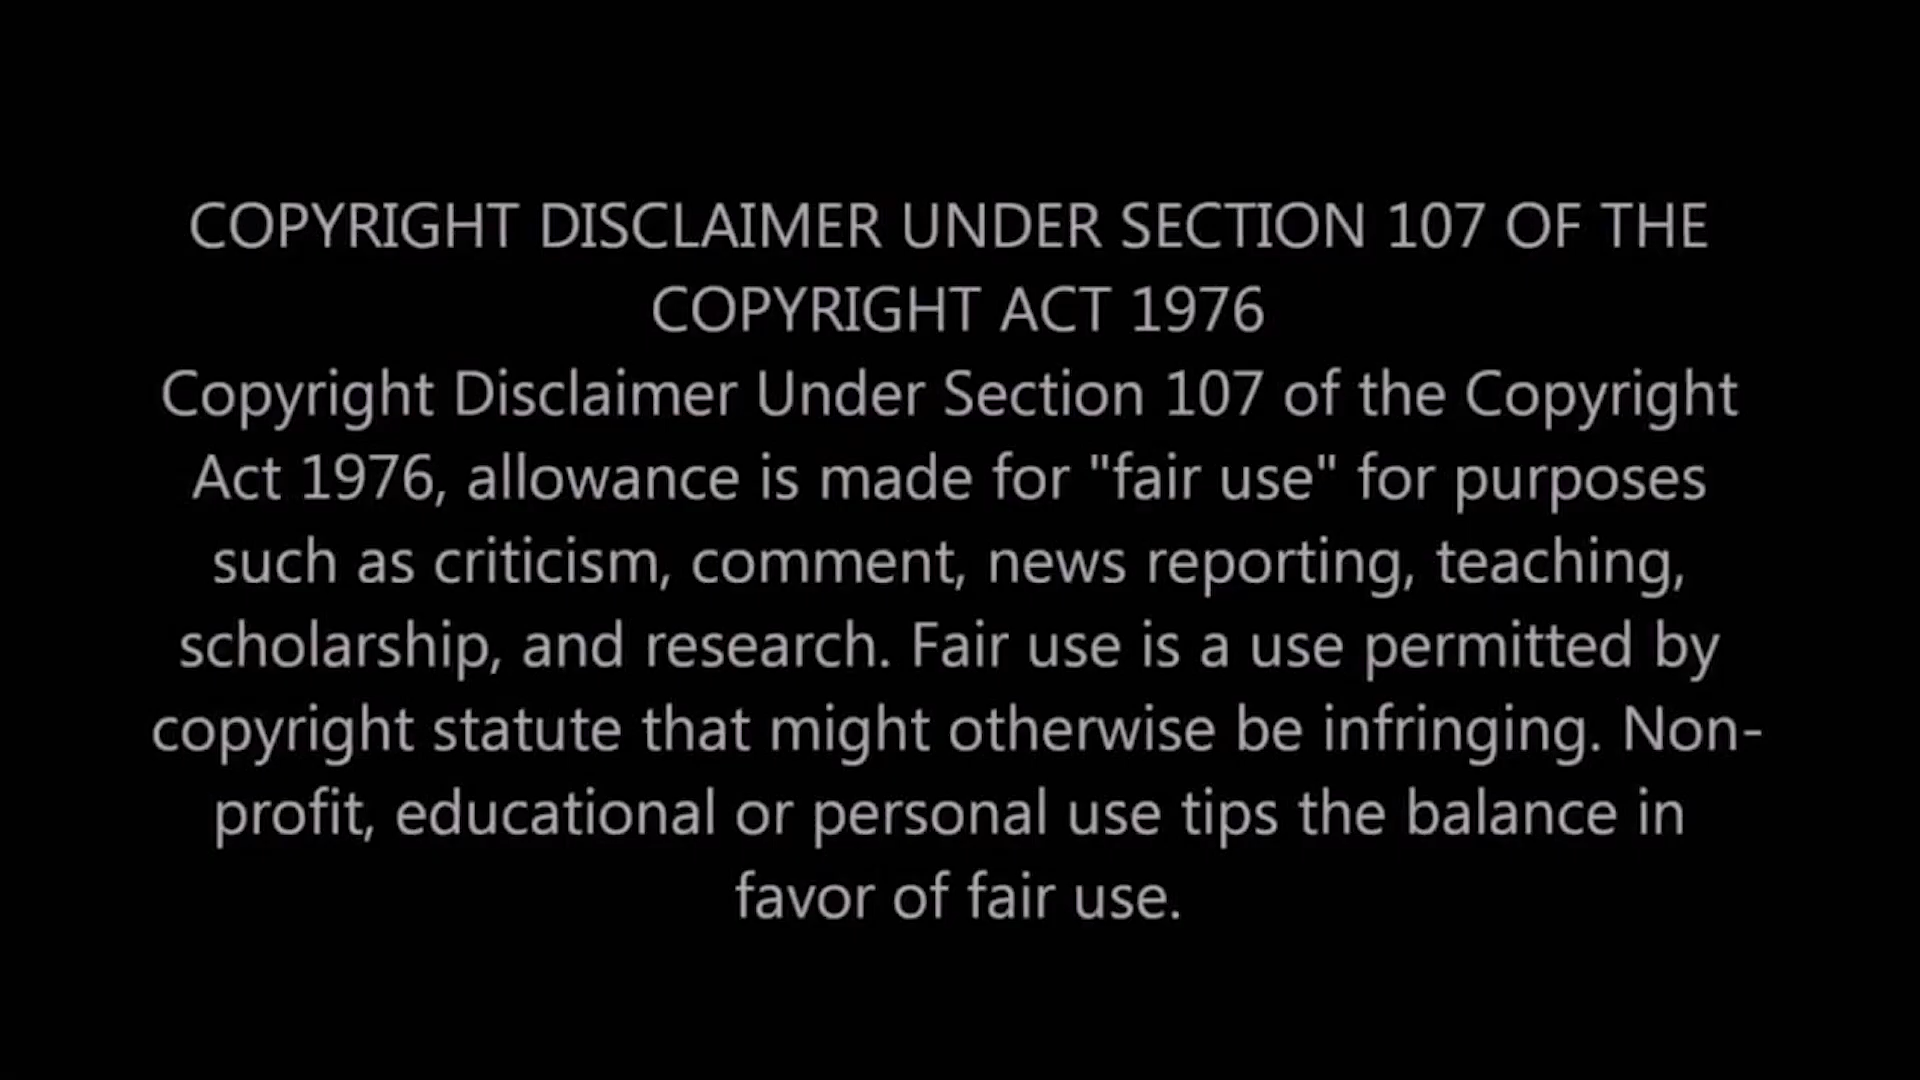 COPYRIGHT DISCLAIMER UNDER SECTION 107 OF THE
COPYRIGHT ACT 1976
Copyright Disclaimer Under Section 107 of the Copyright
Act 1976, allowance is made for "fair use" for purposes
such as criticism, comment, news reporting, teaching,
scholarship, and research. Fair use is a use permitted by
copyright statute that might otherwise be infringing. Non-
profit, educational or personal use tips the balance in
favor of fair use.